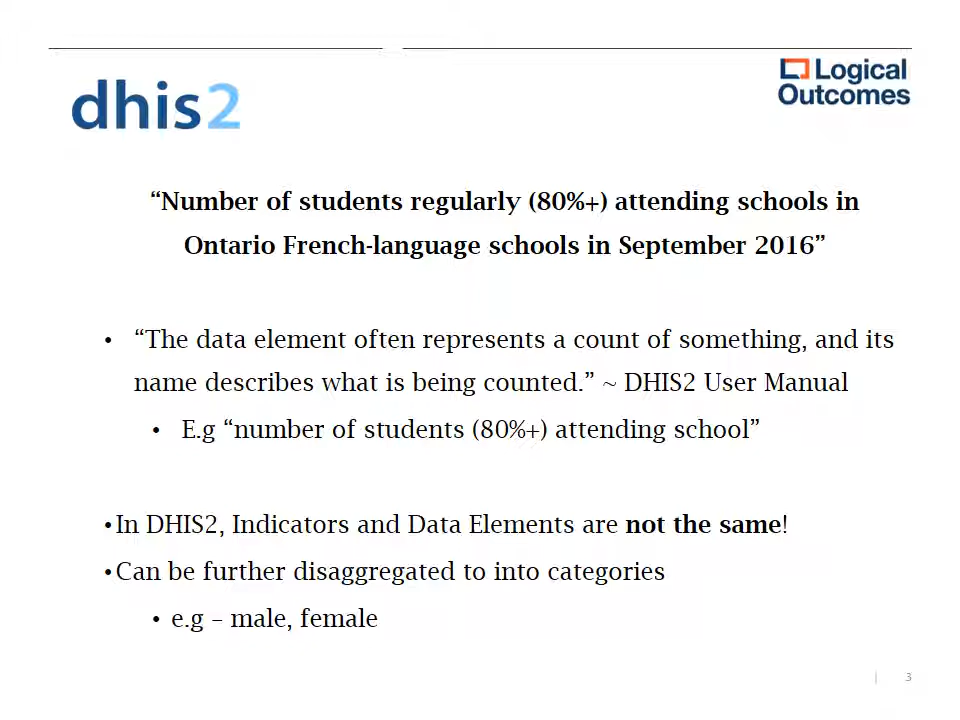 dhis2
Logical
Outcomes
“Number of students regularly (80%+) attending schools in
Ontario French-language schools in September 2016”
• “The data element often represents a count of something, and its
name describes what is being counted.” ~ DHIS2 User Manual
• E.g “number of students (80%+) attending school”
• In DHIS2, Indicators and Data Elements are not the same!
• Can be further disaggregated to into categories
• e.g – male, female
3